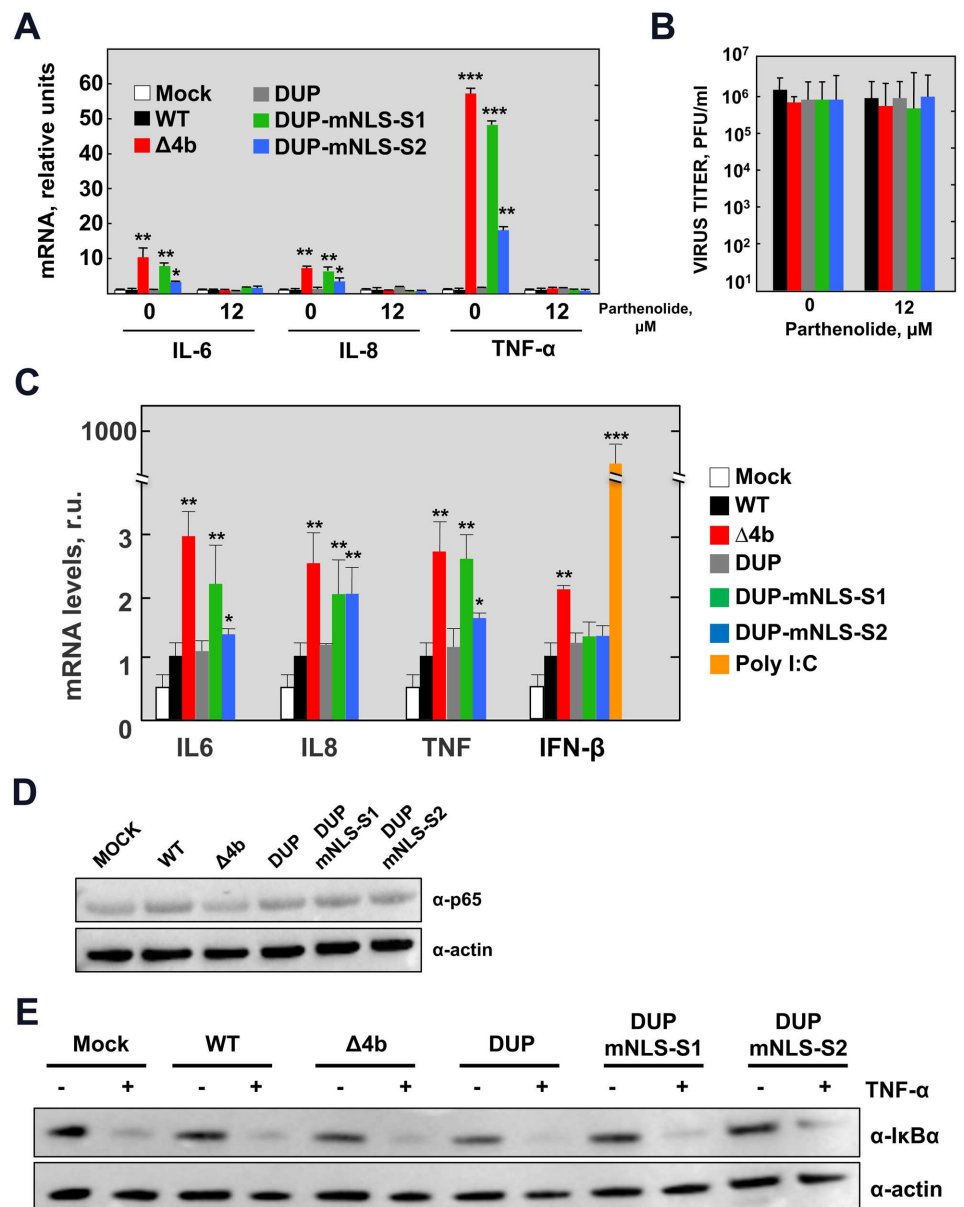 A
mRNA, relative units
60
50
40
30
20
10
Mock
WT
Δ4b
DUP
DUP-mNLS-S1
DUP-mNLS-S2
** ** *
** ** *
*** *** **
0 12 0 12 0 12 Parthenolide, µM
IL-6 IL-8 TNF-α
B
VIRUS TITER, PFU/ml
10⁷
10⁶
10⁵
10⁴
10³
10²
10¹
0 12
Parthenolide, µM
C
mRNA levels, r.u.
1000
3
2
1
0
** ** *
** ** **
** ** *
** ***
IL6 IL8 TNF IFN-β
Mock
WT
Δ4b
DUP
DUP-mNLS-S1
DUP-mNLS-S2
Poly I:C
D
MOCK WT Δ4b DUP DUP mNLS-S1 DUP mNLS-S2
α-p65
α-actin
E
Mock WT Δ4b DUP DUP mNLS-S1 DUP mNLS-S2
- + - + - + - + - + - + TNF-α
α-IκBα
α-actin